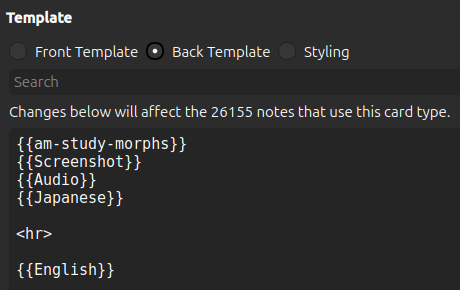 Template
Front Template Back Template Styling
Search
Changes below will affect the 26155 notes that use this card type.
{{am-study-morphs}}
{{Screenshot}}
{{Audio}}
{{Japanese}}
<hr>
{{English}}